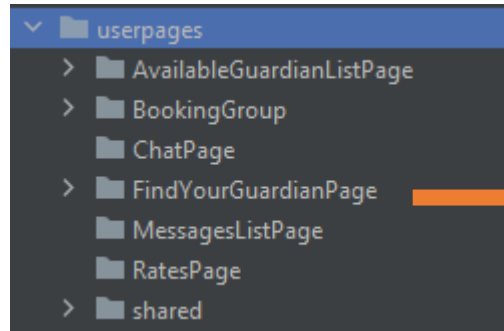 userpages
AvailableGuardianListPage
BookingGroup
ChatPage
FindYourGuardianPage
MessagesListPage
RatesPage
shared